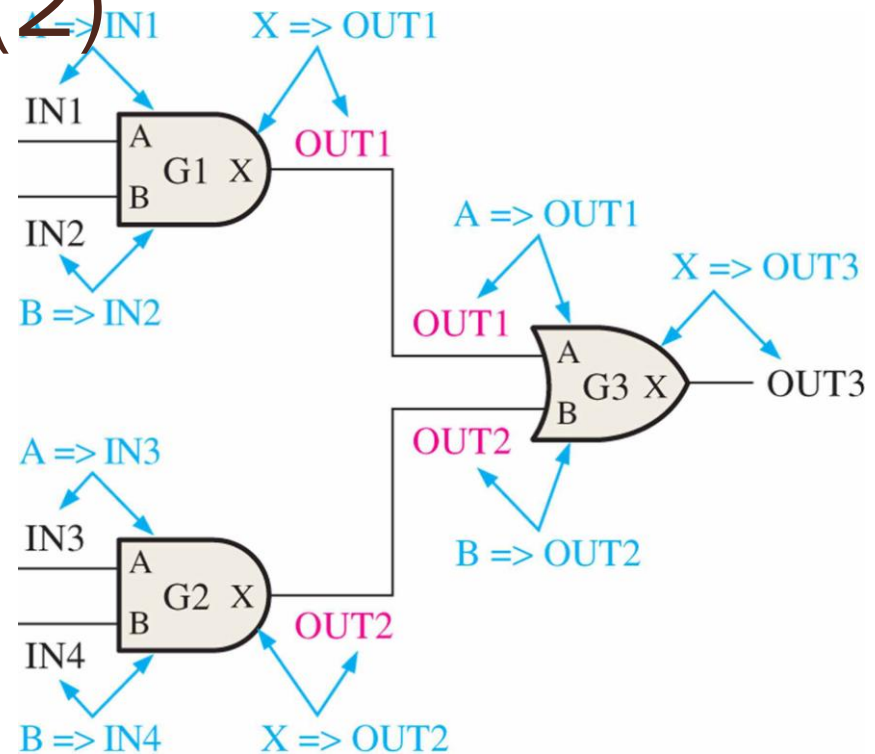 (2)
A => IN1
X => OUT1
IN1
OUT1
A
G1 X
B
IN2
B => IN2
A => OUT1
X => OUT3
OUT1
A
G3 X
OUT3
B
OUT2
A => IN3
B => OUT2
IN3
A
G2 X
B
OUT2
IN4
B => IN4
X => OUT2